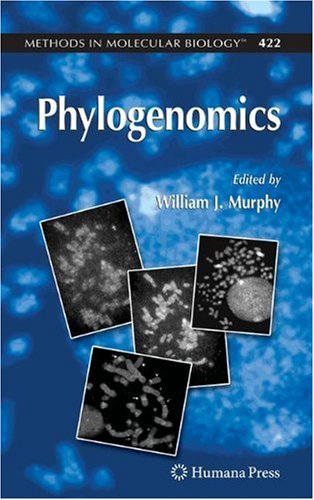 METHODS IN MOLECULAR BIOLOGY™ 422
Phylogenomics
Edited by
William J. Murphy
Humana Press